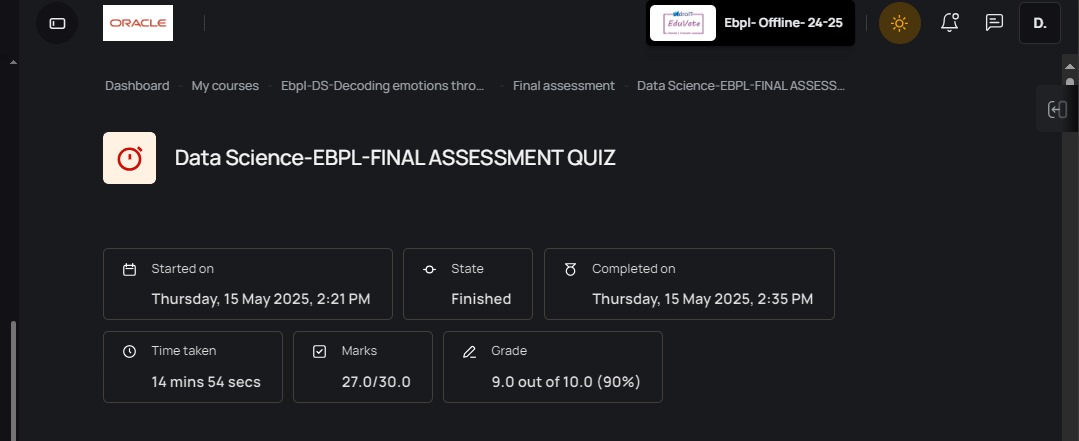 ORACLE
EduVate
Ebpl- Offline- 24-25
D.
Dashboard My courses Ebpl-DS-Decoding emotions thro... Final assessment Data Science-EBPL-FINAL ASSESS...
Data Science-EBPL-FINAL ASSESSMENT QUIZ
Started on
Thursday, 15 May 2025, 2:21 PM
State
Finished
Completed on
Thursday, 15 May 2025, 2:35 PM
Time taken
14 mins 54 secs
Marks
27.0/30.0
Grade
9.0 out of 10.0 (90%)